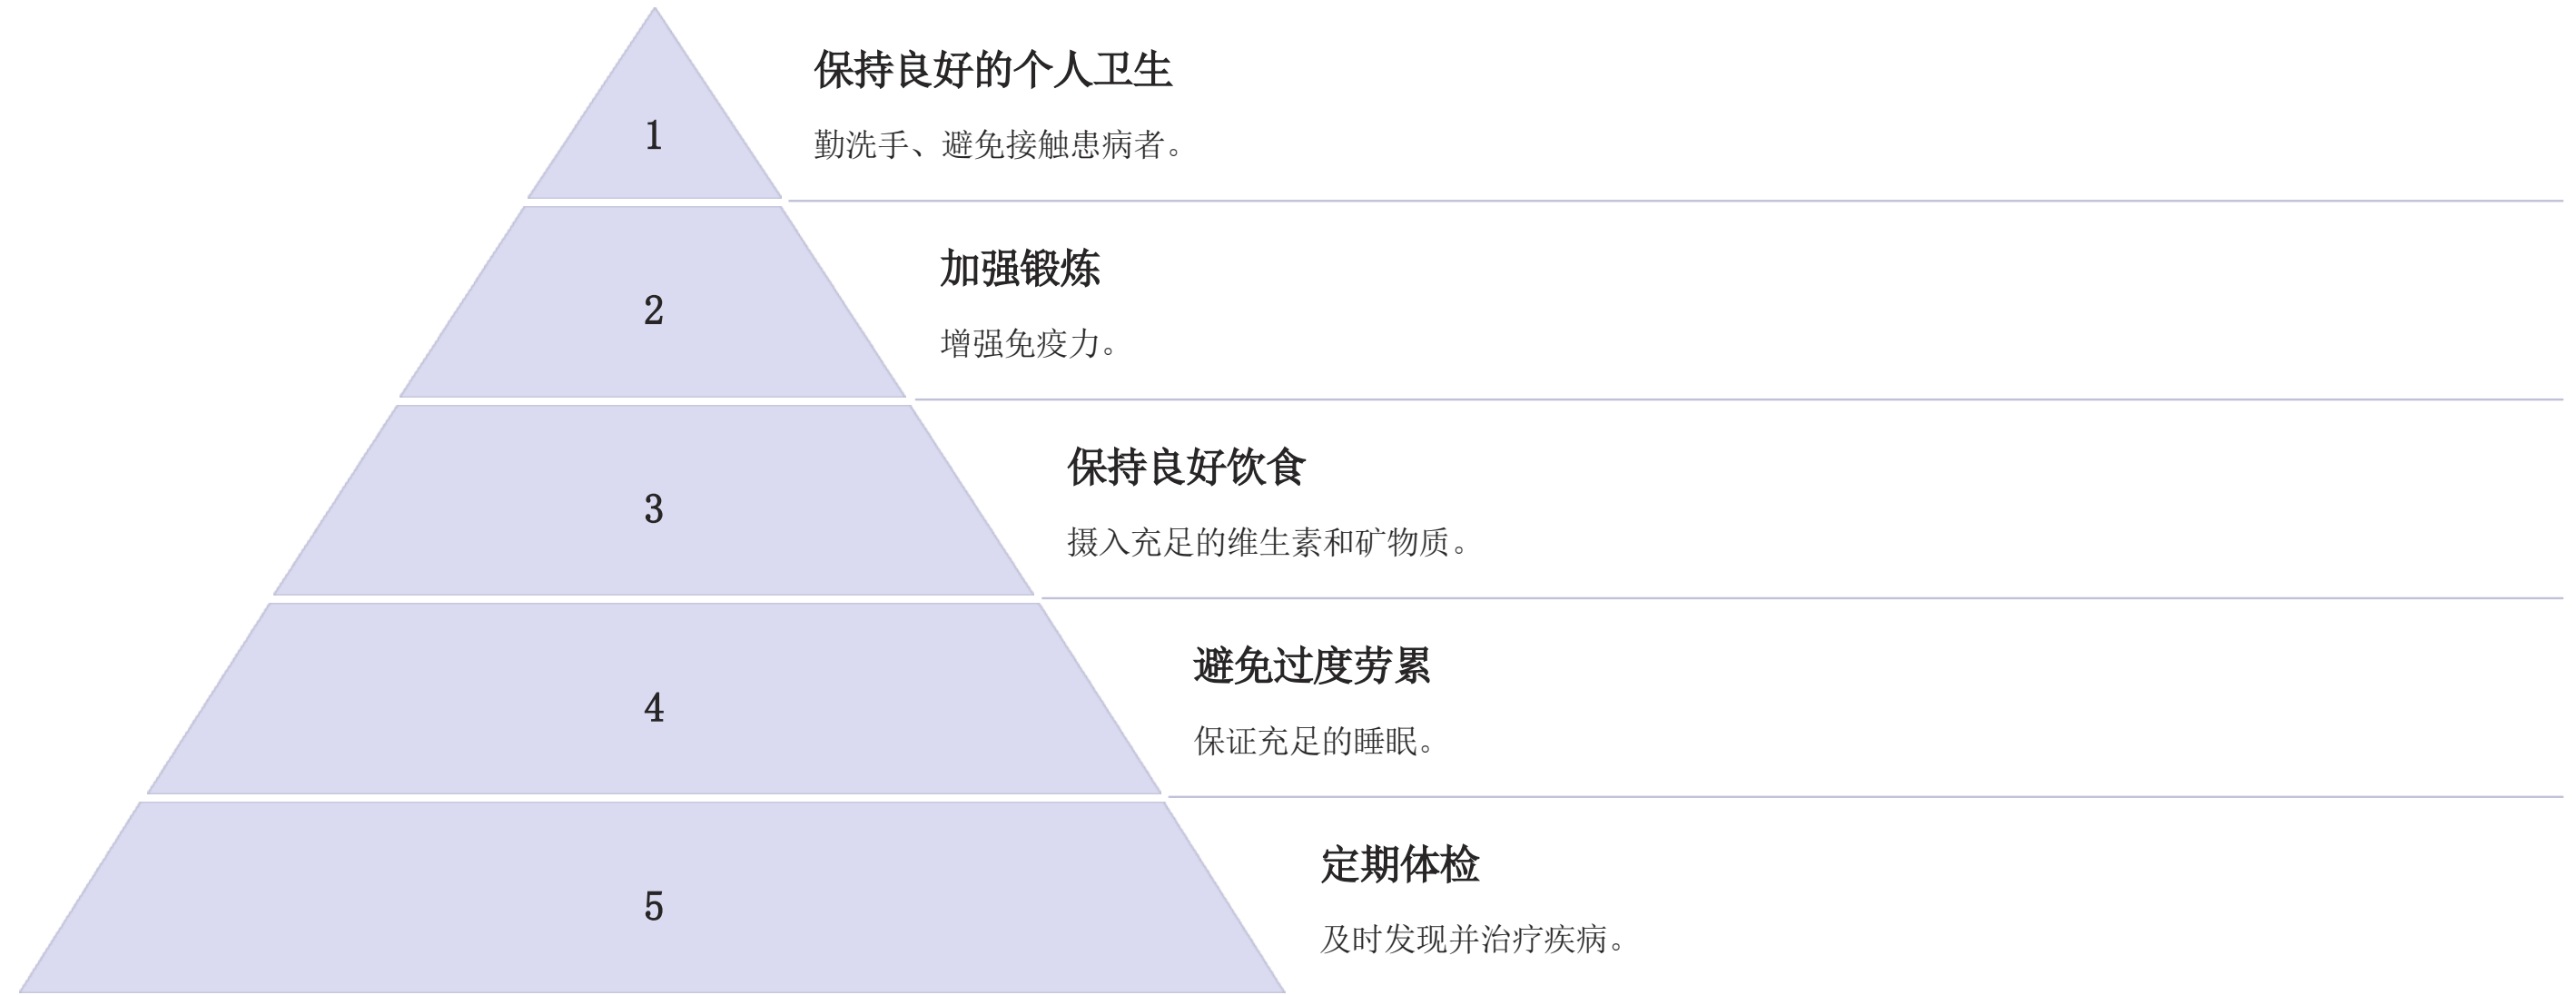 1
保持良好的个人卫生
勤洗手、避免接触患病者。
2
加强锻炼
增强免疫力。
3
保持良好饮食
摄入充足的维生素和矿物质。
4
避免过度劳累
保证充足的睡眠。
5
定期体检
及时发现并治疗疾病。